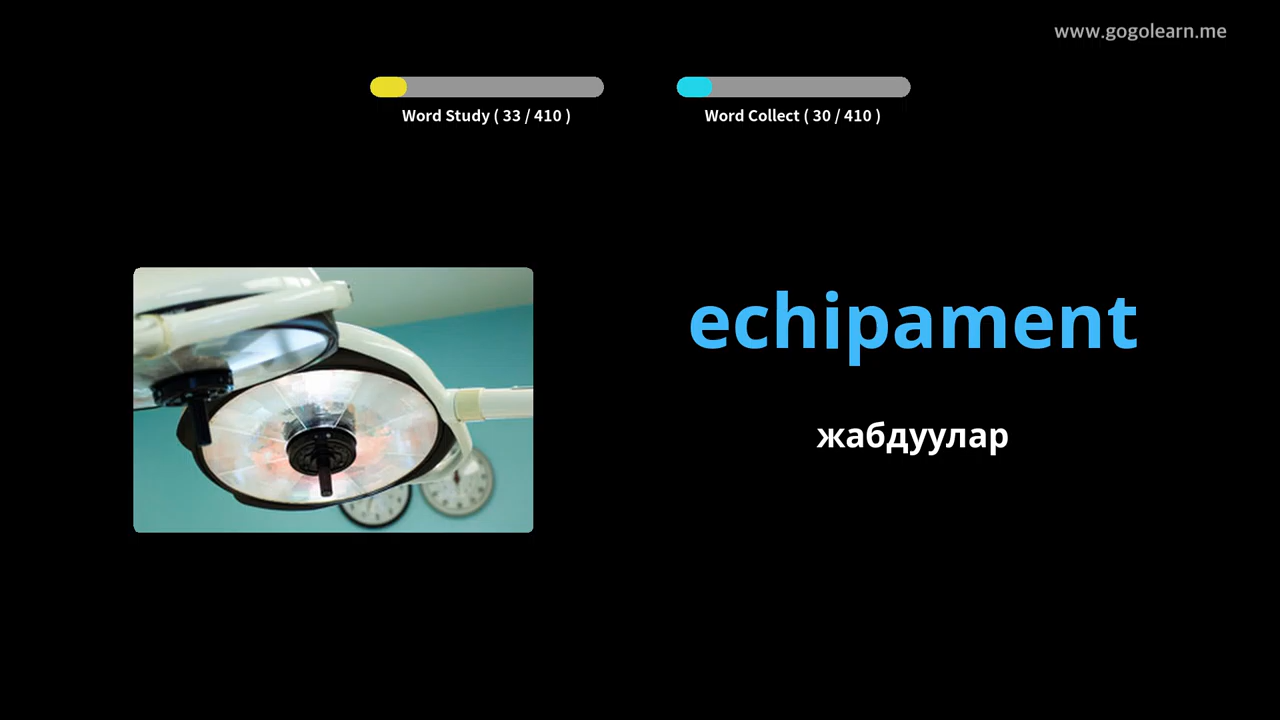 www.gogolearn.me
Word Study ( 33 / 410 )
Word Collect ( 30 / 410 )
echipament
жабдуулар